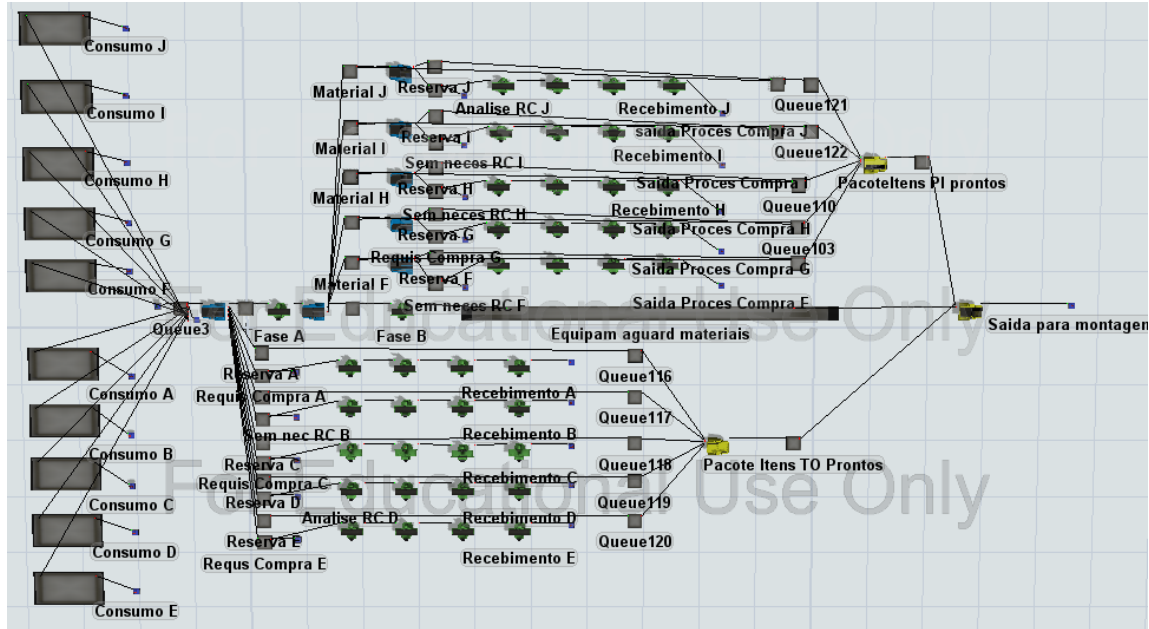 Consumo J
Consumo I
Consumo H
Consumo G
Consumo F
Queue3
Consumo A
Consumo B
Consumo C
Consumo D
Consumo E
Material J
Reserva J
Analise RC J
Recebimento J
Queue121
Material I
Reserva I
saida Proces Compra J
Queue122
Sem necos RC I
Recebimento I
Material H
Reserva H
Saida Proces Compra I
PacoteItens PI prontos
Sem neces RC H
Recebimento H
Queue110
Reserva G
Saida Proces Compra H
Queue103
Requis Compra G
Saida Proces Compra G
Material F
Reserva F
Sem neces RC F
Saida Proces Compra F
Fase A
Fase B
Equipam aguard materiais
Saida para montagem
For Educational Use Only
Reserva A
Requis Compra A
Recebimento A
Queue116
Queue117
Sem nec RC B
Recebimento B
Reserva C
Queue118
Pacote Itens TO Prontos
Requis Compra C
Recebimento C
Reserva D
Queue119
Analise RC D
Recebimento D
Reserva E
Queue120
Requs Compra E
Recebimento E
For Educational Use Only